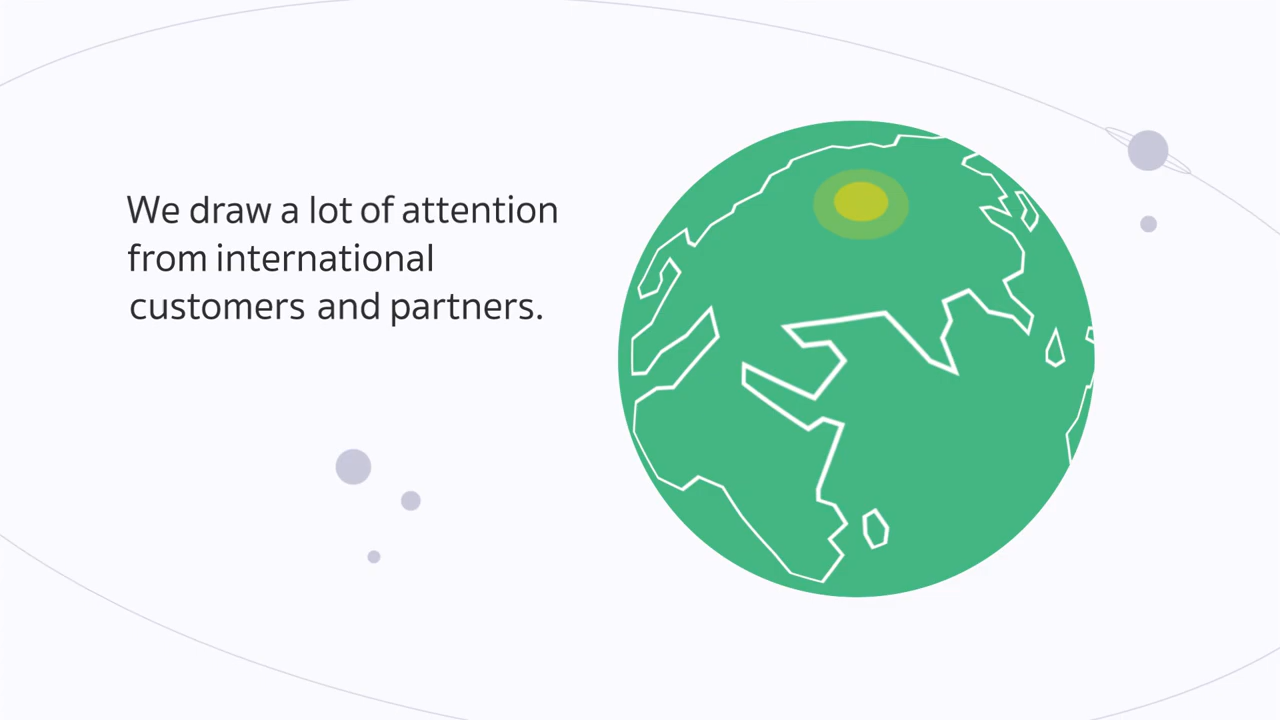 We draw a lot of attention
from international
customers and partners.